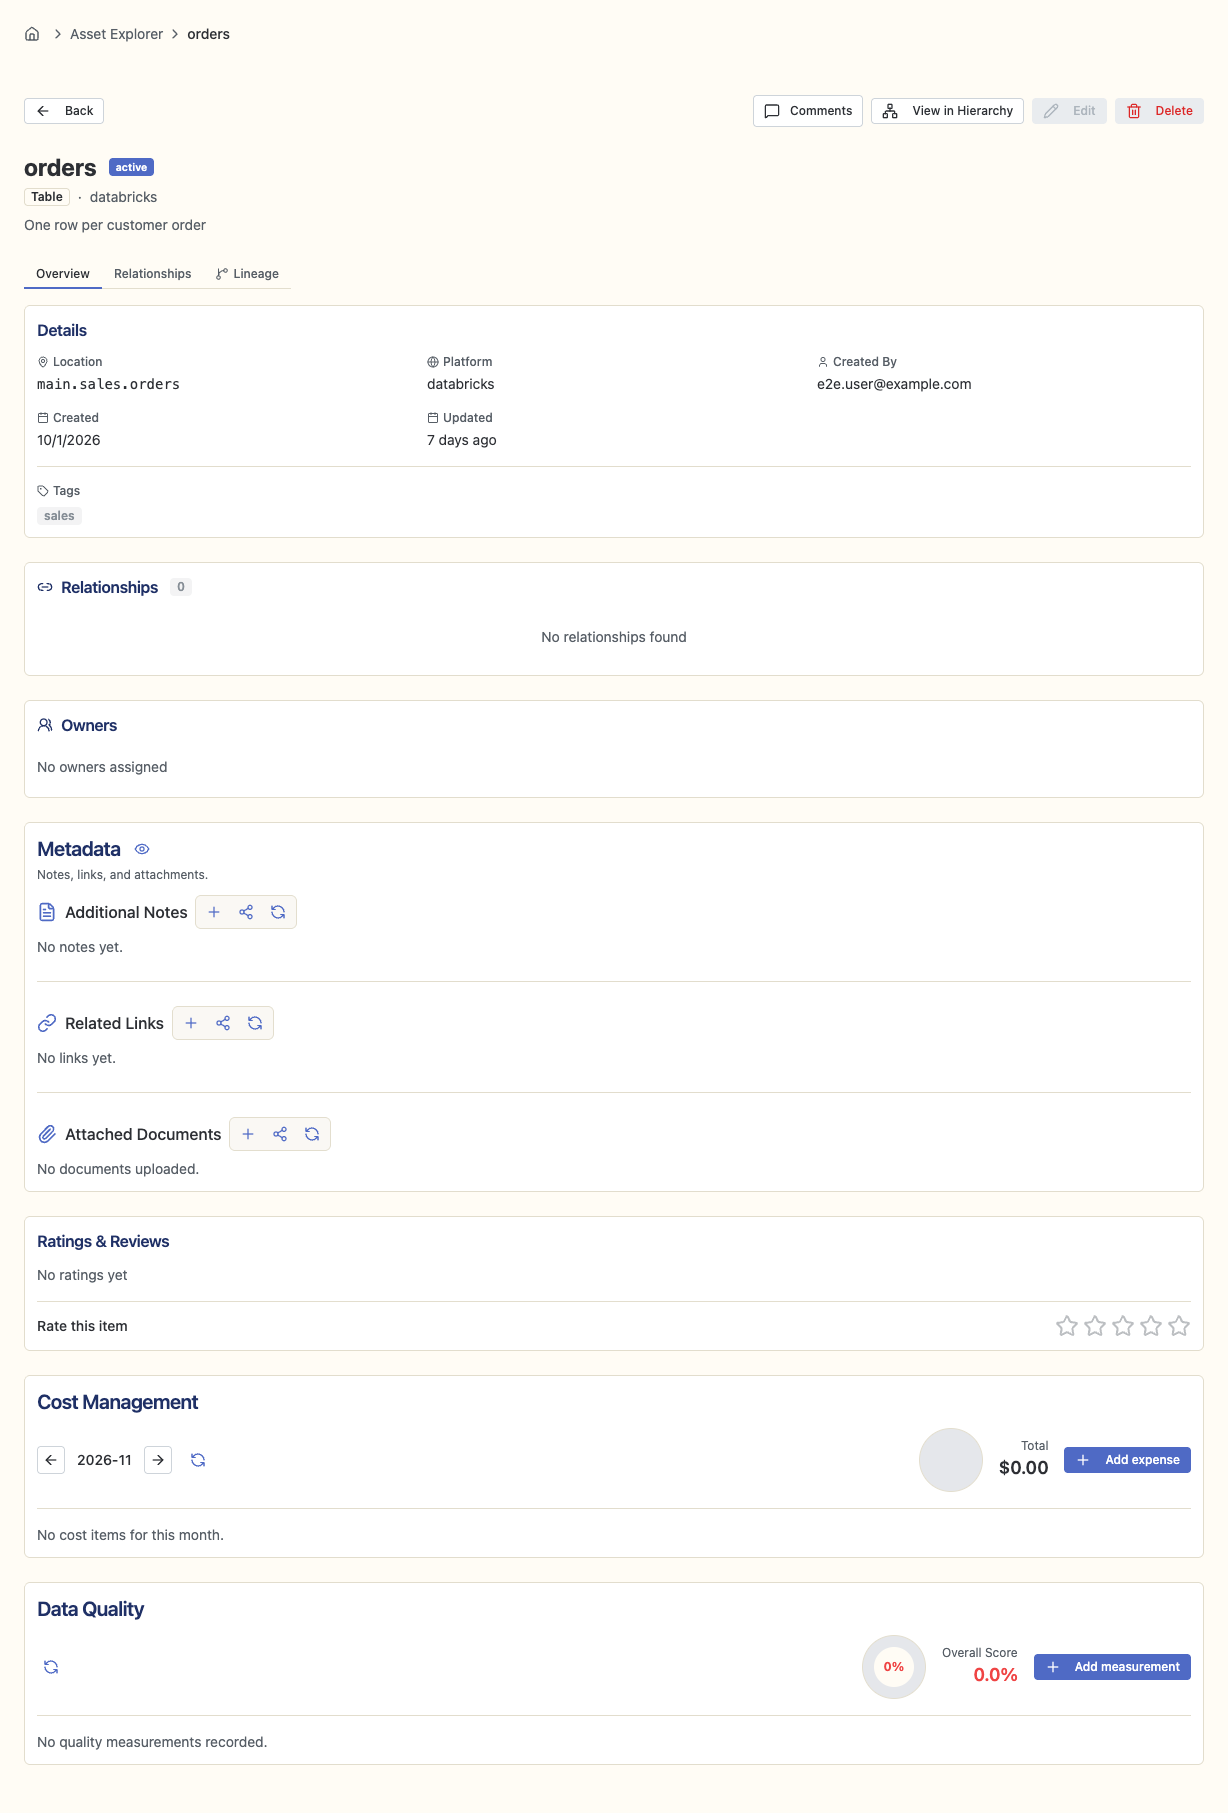 Asset Explorer
orders
Back
Comments
View in Hierarchy
Edit
Delete
orders
active
Table · databricks
One row per customer order
Overview
Relationships
Lineage
Details
Location
Platform
Created By
main.sales.orders
databricks
e2e.user@example.com
Created
Updated
10/1/2026
7 days ago
Tags
sales
Relationships
0
No relationships found
Owners
No owners assigned
Metadata
Notes, links, and attachments.
Additional Notes
No notes yet.
Related Links
No links yet.
Attached Documents
No documents uploaded.
Ratings & Reviews
No ratings yet
Rate this item
Cost Management
2026-11
Total
$0.00
Add expense
No cost items for this month.
Data Quality
0%
Overall Score
0.0%
Add measurement
No quality measurements recorded.